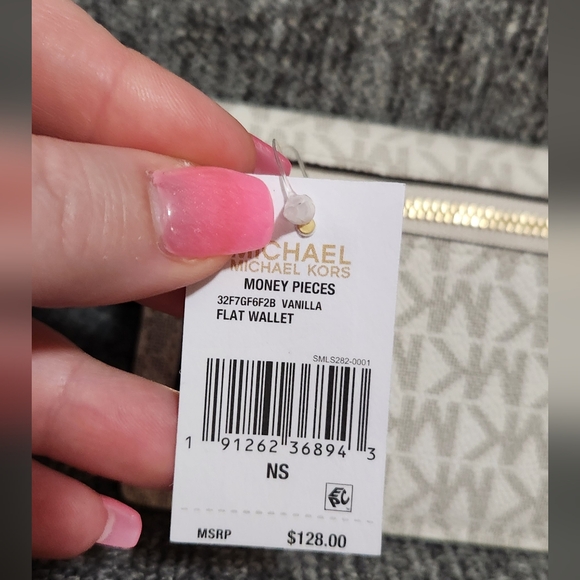 MICHAEL
MICHAEL KORS
MONEY PIECES
32F7GF6F2B VANILLA
FLAT WALLET
SMLS282-0001
1 91262 36894 3
NS
MSRP $128.00